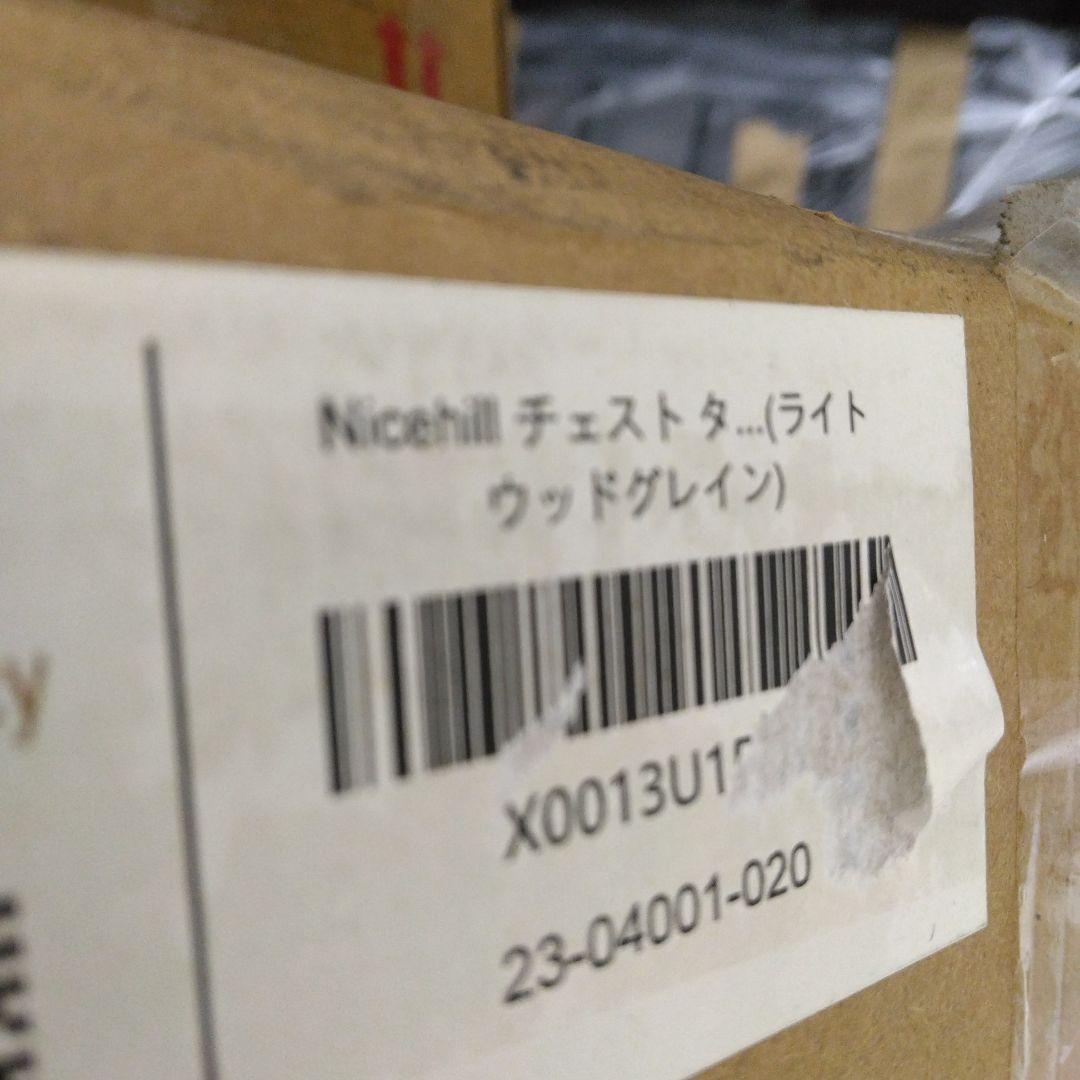 Nicehill チェスト タ...(ライト
ウッドグレイン)
X0013U1
23-04001-020